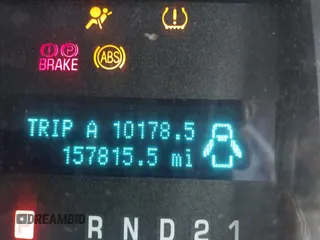 BRAKE
ABS
TRIP A 10178.5
157815.5 mi
R N D 2 1
DREAMBID